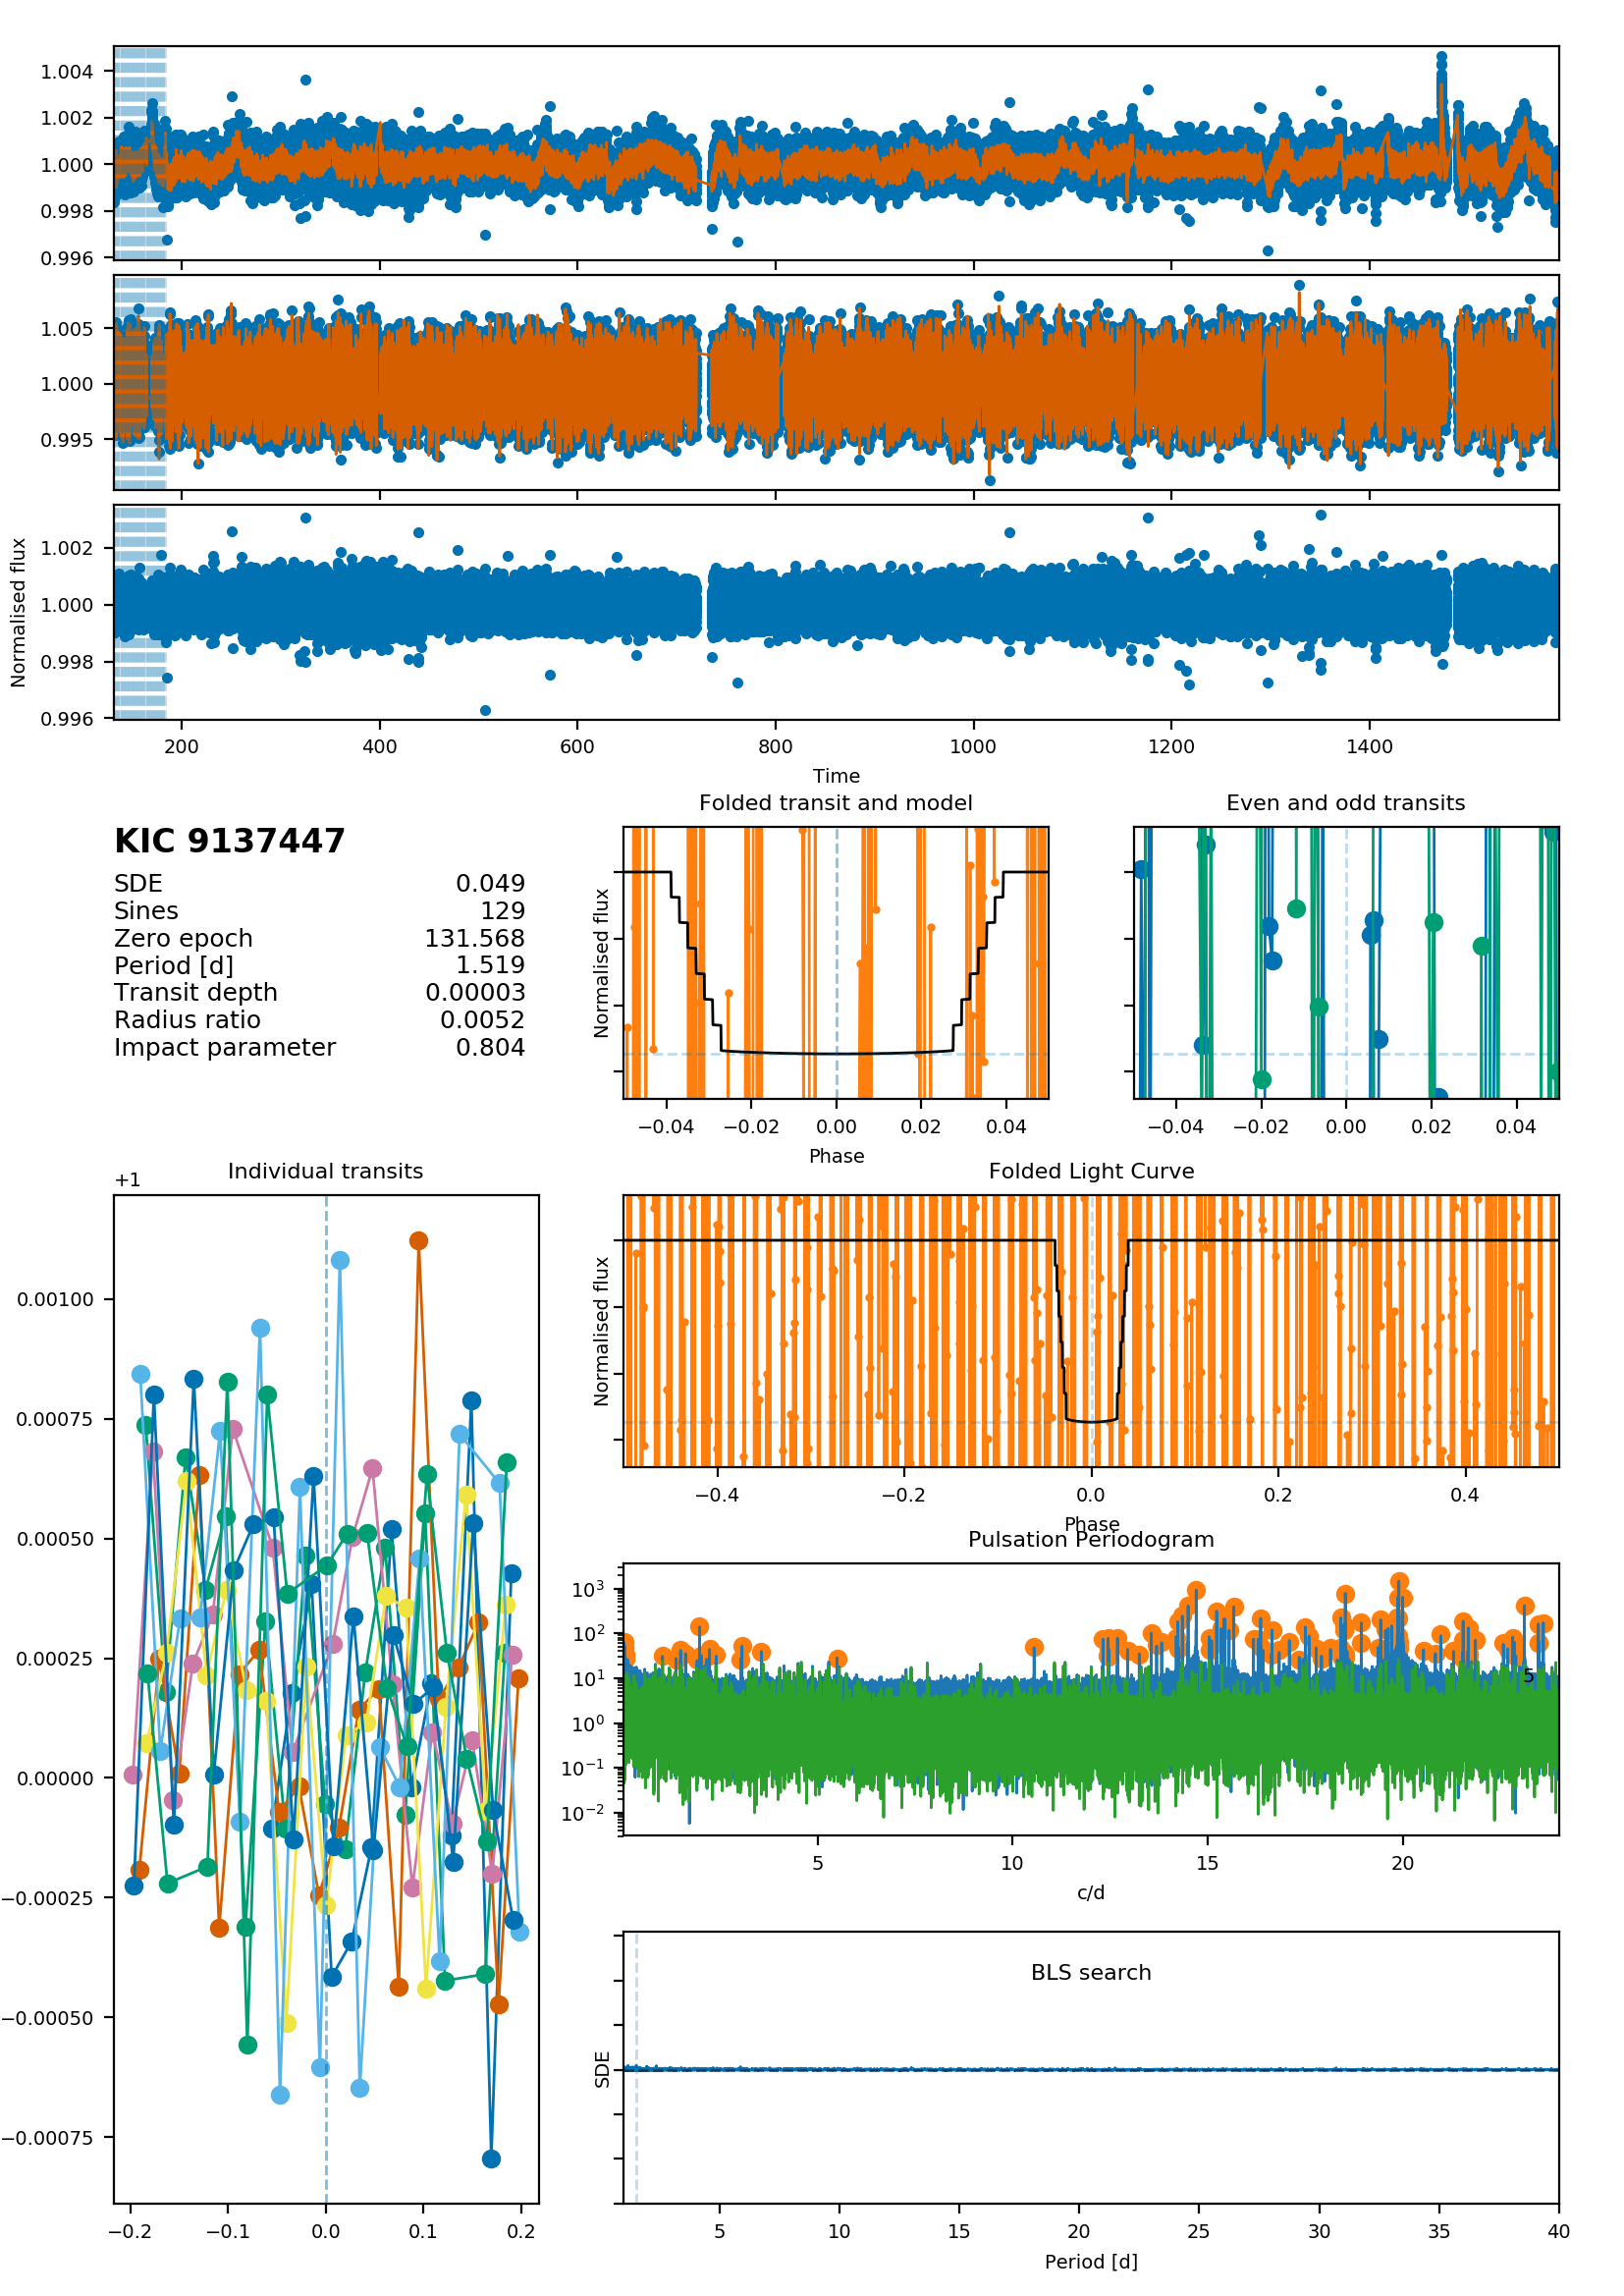 1.004
1.002
1.000
0.998
0.996
1.005
1.000
0.995
1.002
1.000
0.998
0.996
Normalised flux
200 400 600 800 1000 1200 1400
Time
KIC 9137447
SDE 0.049
Sines 129
Zero epoch 131.568
Period [d] 1.519
Transit depth 0.00003
Radius ratio 0.0052
Impact parameter 0.804
Folded transit and model
Normalised flux
−0.04 −0.02 0.00 0.02 0.04
Phase
Even and odd transits
−0.04 −0.02 0.00 0.02 0.04
Individual transits
+1
0.00100
0.00075
0.00050
0.00025
0.00000
−0.00025
−0.00050
−0.00075
−0.2 −0.1 0.0 0.1 0.2
Folded Light Curve
Normalised flux
−0.4 −0.2 0.0 0.2 0.4
Phase
Pulsation Periodogram
10³
10²
10¹
10⁰
10⁻¹
10⁻²
5
5 10 15 20
c/d
BLS search
SDE
5 10 15 20 25 30 35 40
Period [d]